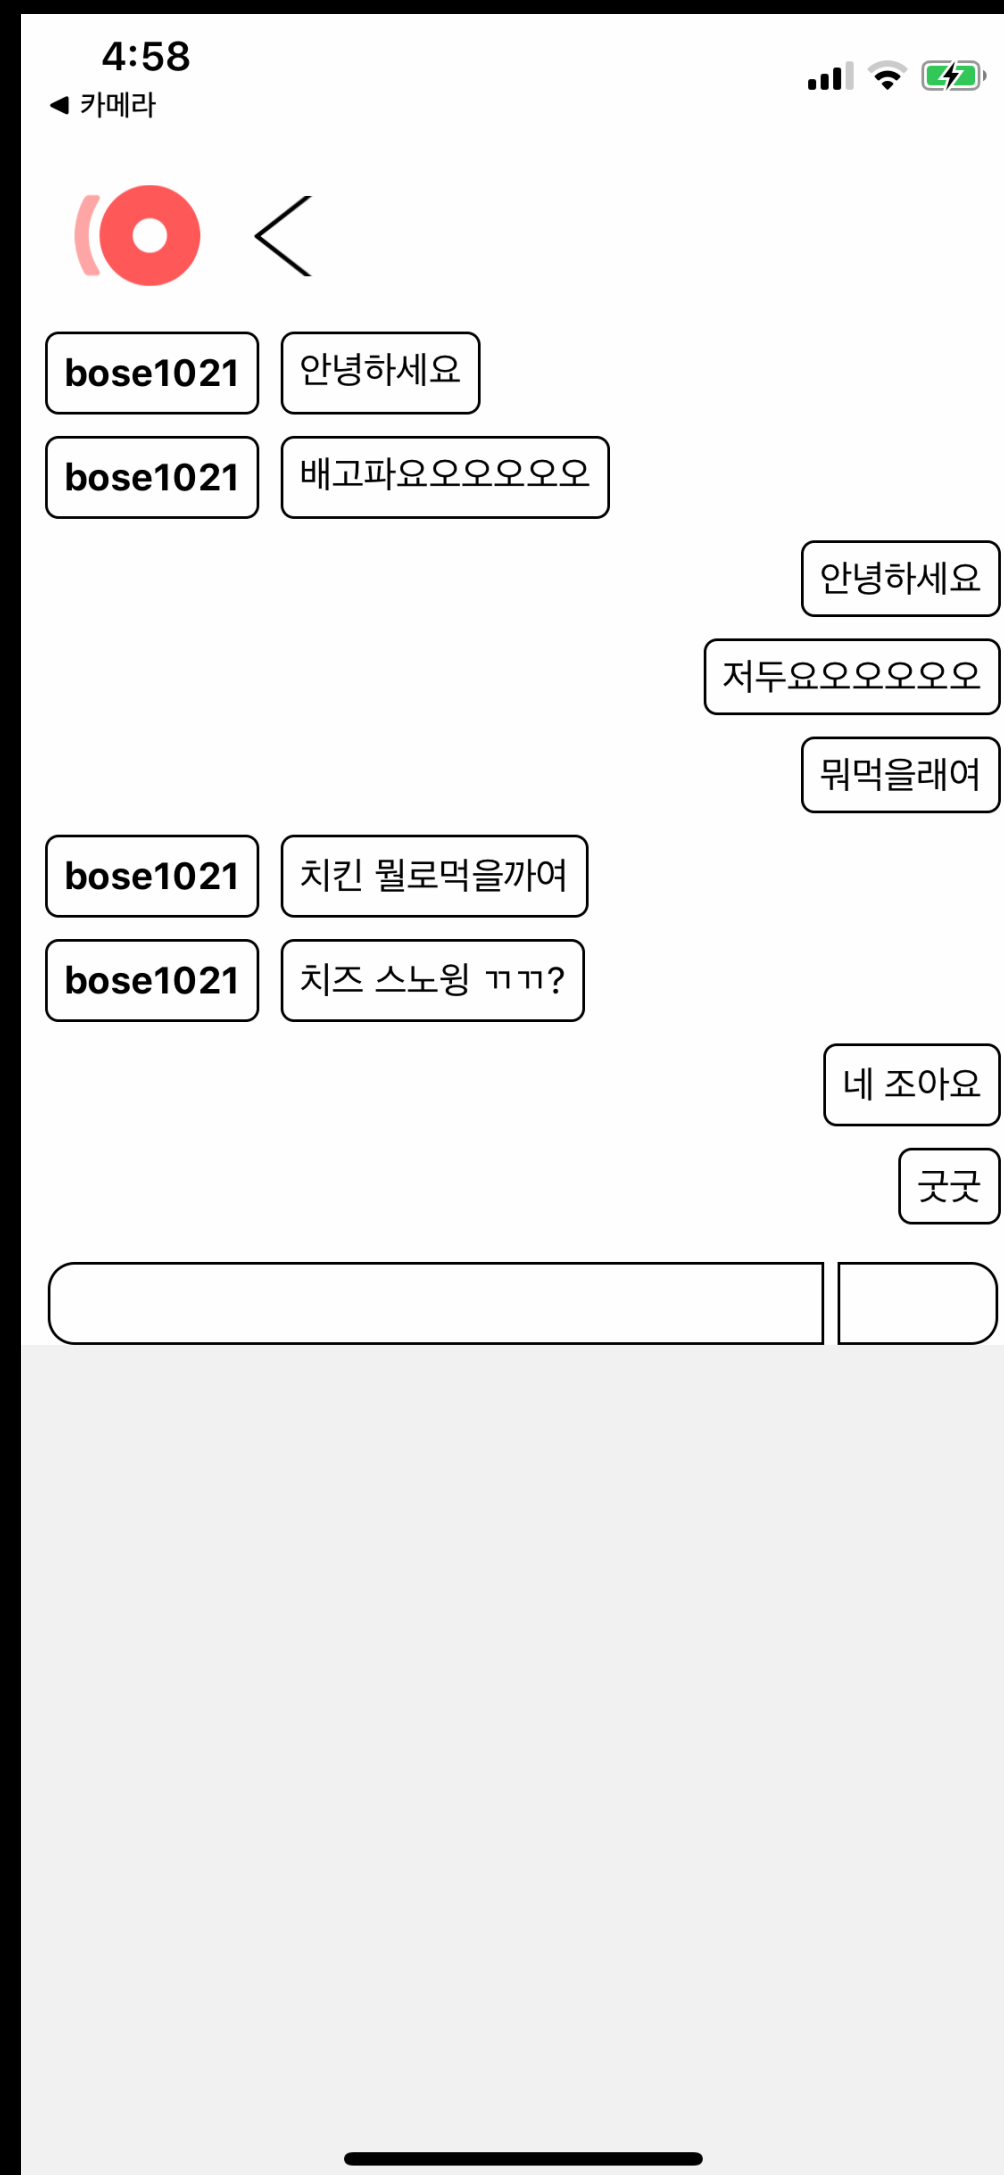 4:58
◀ 카메라
bose1021 안녕하세요
bose1021 배고파요오오오오오
안녕하세요
저두요오오오오오
뭐먹을래여
bose1021 치킨 뭘로먹을까여
bose1021 치즈 스노윙 ㄲㄲ?
네 조아요
굿굿